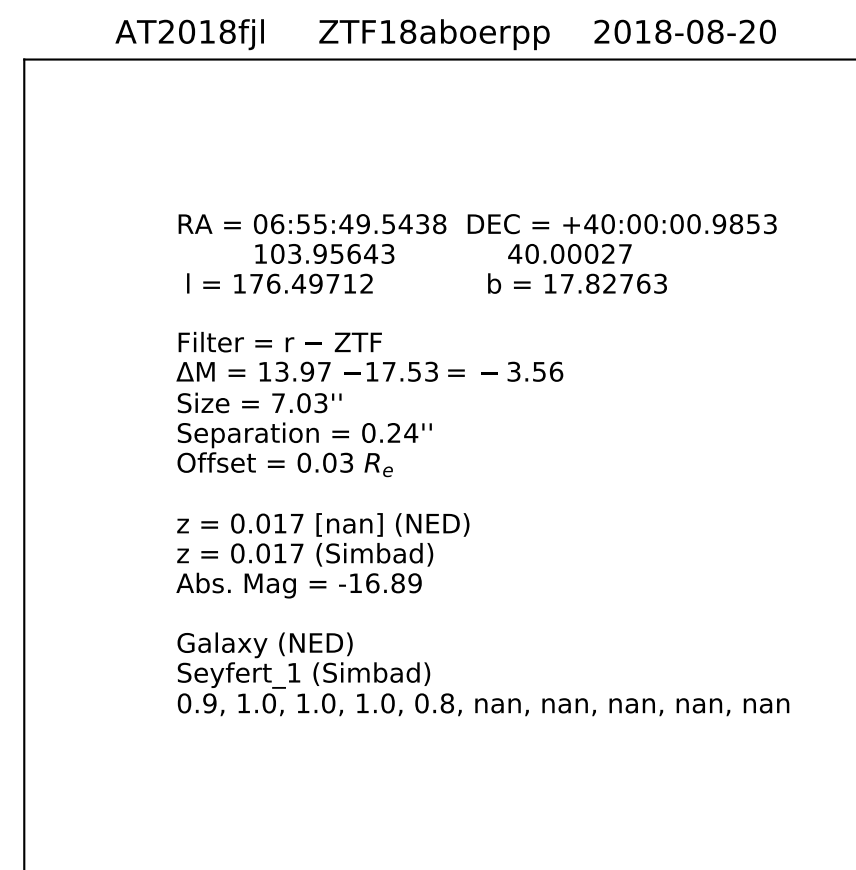 AT2018fjl ZTF18aboerpp 2018-08-20
RA = 06:55:49.5438 DEC = +40:00:00.9853
103.95643 40.00027
l = 176.49712 b = 17.82763
Filter = r − ZTF
ΔM = 13.97 −17.53 = − 3.56
Size = 7.03''
Separation = 0.24''
Offset = 0.03 Rₑ
z = 0.017 [nan] (NED)
z = 0.017 (Simbad)
Abs. Mag = -16.89
Galaxy (NED)
Seyfert_1 (Simbad)
0.9, 1.0, 1.0, 1.0, 0.8, nan, nan, nan, nan, nan